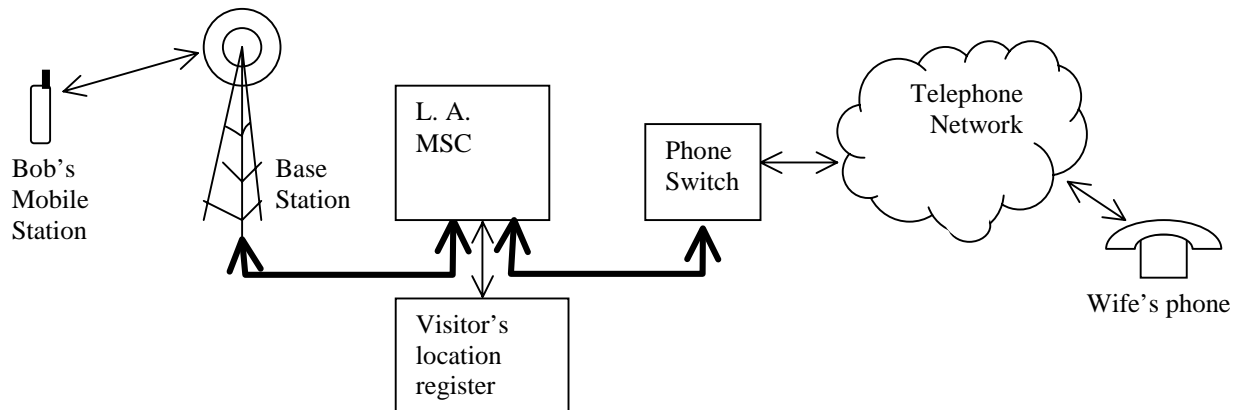 Bob's
Mobile
Station
Base
Station
L. A.
MSC
Visitor's
location
register
Phone
Switch
Telephone
Network
Wife's phone